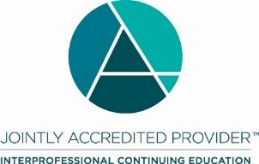 JOINTLY ACCREDITED PROVIDER™
INTERPROFESSIONAL CONTINUING EDUCATION